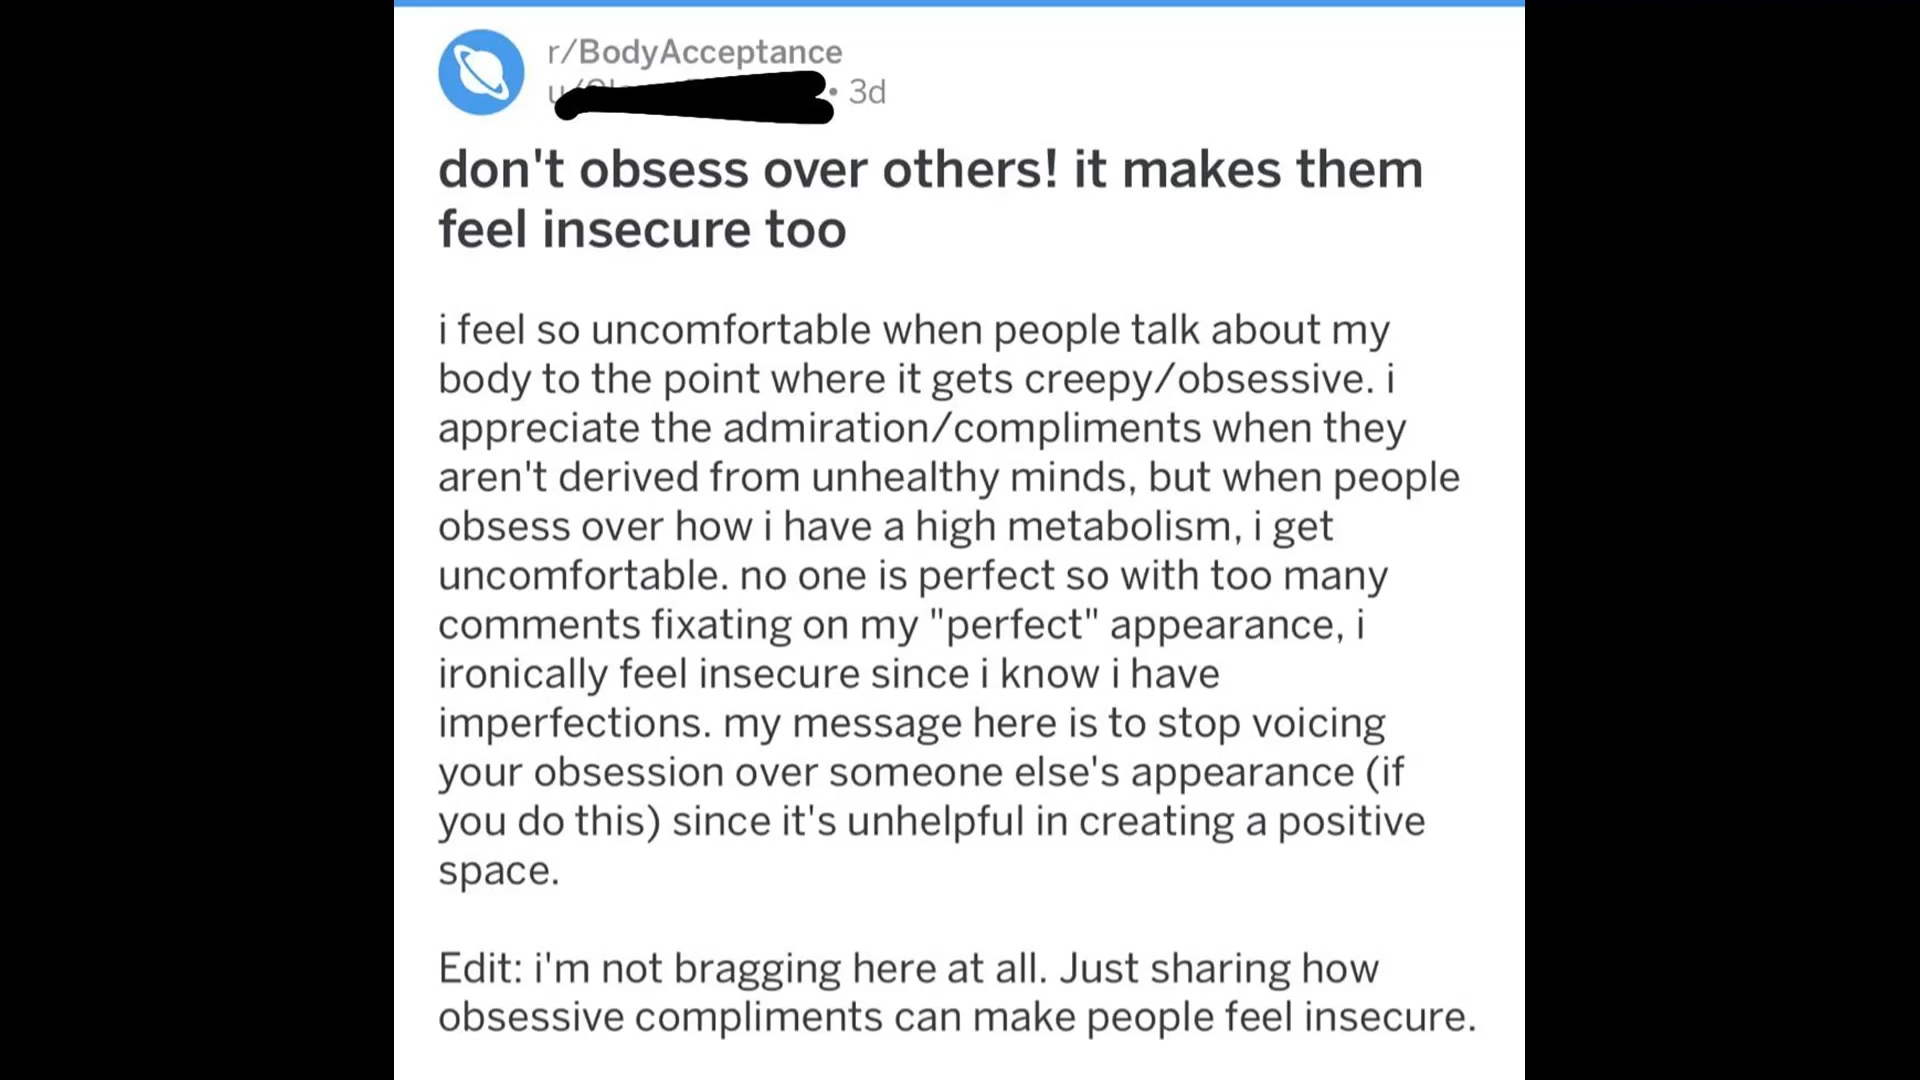 r/BodyAcceptance
• 3d
don't obsess over others! it makes them
feel insecure too
i feel so uncomfortable when people talk about my
body to the point where it gets creepy/obsessive. i
appreciate the admiration/compliments when they
aren't derived from unhealthy minds, but when people
obsess over how i have a high metabolism, i get
uncomfortable. no one is perfect so with too many
comments fixating on my "perfect" appearance, i
ironically feel insecure since i know i have
imperfections. my message here is to stop voicing
your obsession over someone else's appearance (if
you do this) since it's unhelpful in creating a positive
space.
Edit: i'm not bragging here at all. Just sharing how
obsessive compliments can make people feel insecure.